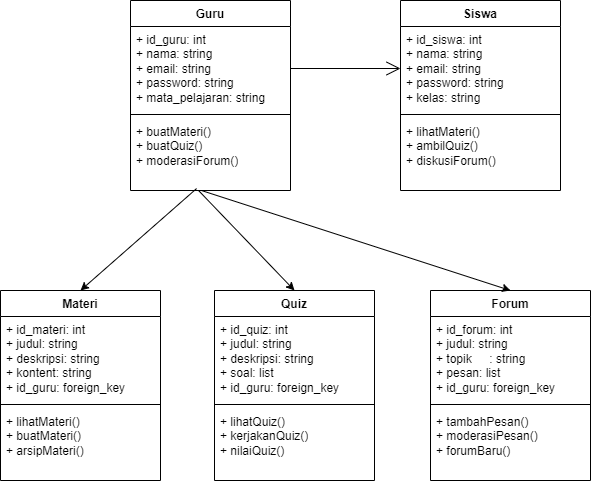 Guru
+ id_guru: int
+ nama: string
+ email: string
+ password: string
+ mata_pelajaran: string
+ buatMateri()
+ buatQuiz()
+ moderasiForum()
Siswa
+ id_siswa: int
+ nama: string
+ email: string
+ password: string
+ kelas: string
+ lihatMateri()
+ ambilQuiz()
+ diskusiForum()
Materi
+ id_materi: int
+ judul: string
+ deskripsi: string
+ kontent: string
+ id_guru: foreign_key
+ lihatMateri()
+ buatMateri()
+ arsipMateri()
Quiz
+ id_quiz: int
+ judul: string
+ deskripsi: string
+ soal: list
+ id_guru: foreign_key
+ lihatQuiz()
+ kerjakanQuiz()
+ nilaiQuiz()
Forum
+ id_forum: int
+ judul: string
+ topik : string
+ pesan: list
+ id_guru: foreign_key
+ tambahPesan()
+ moderasiPesan()
+ forumBaru()